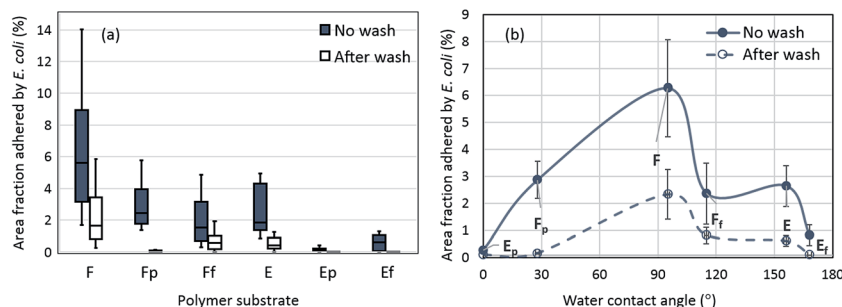 Area fraction adhered by E. coli (%)
14
12
10
8
6
4
2
0
(a)
No wash
After wash
F Fp Ff E Ep Ef
Polymer substrate
Area fraction adhered by E. coli (%)
9
8
7
6
5
4
3
2
1
0
(b)
No wash
After wash
F
Fp
Ff
E
Ep
Ef
0 30 60 90 120 150 180
Water contact angle (°)